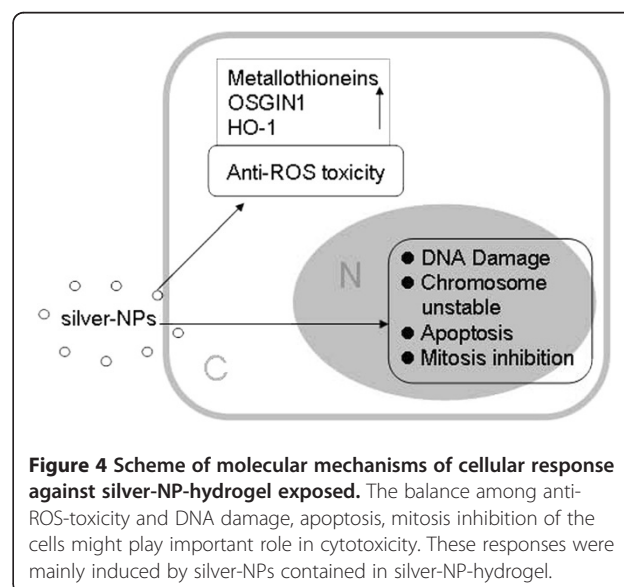 Metallothioneins
OSGIN1
HO-1
Anti-ROS toxicity
silver-NPs
N
C
● DNA Damage
● Chromosome
unstable
● Apoptosis
● Mitosis inhibition
Figure 4 Scheme of molecular mechanisms of cellular response
against silver-NP-hydrogel exposed. The balance among anti-
ROS-toxicity and DNA damage, apoptosis, mitosis inhibition of the
cells might play important role in cytotoxicity. These responses were
mainly induced by silver-NPs contained in silver-NP-hydrogel.